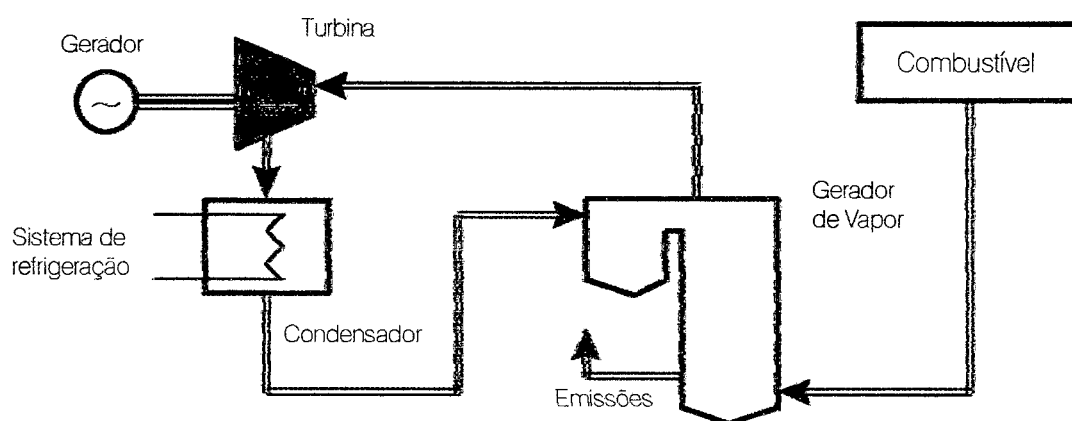 Turbina
Gerador
Combustível
Gerador
de Vapor
Sistema de
refrigeração
Condensador
Emissões